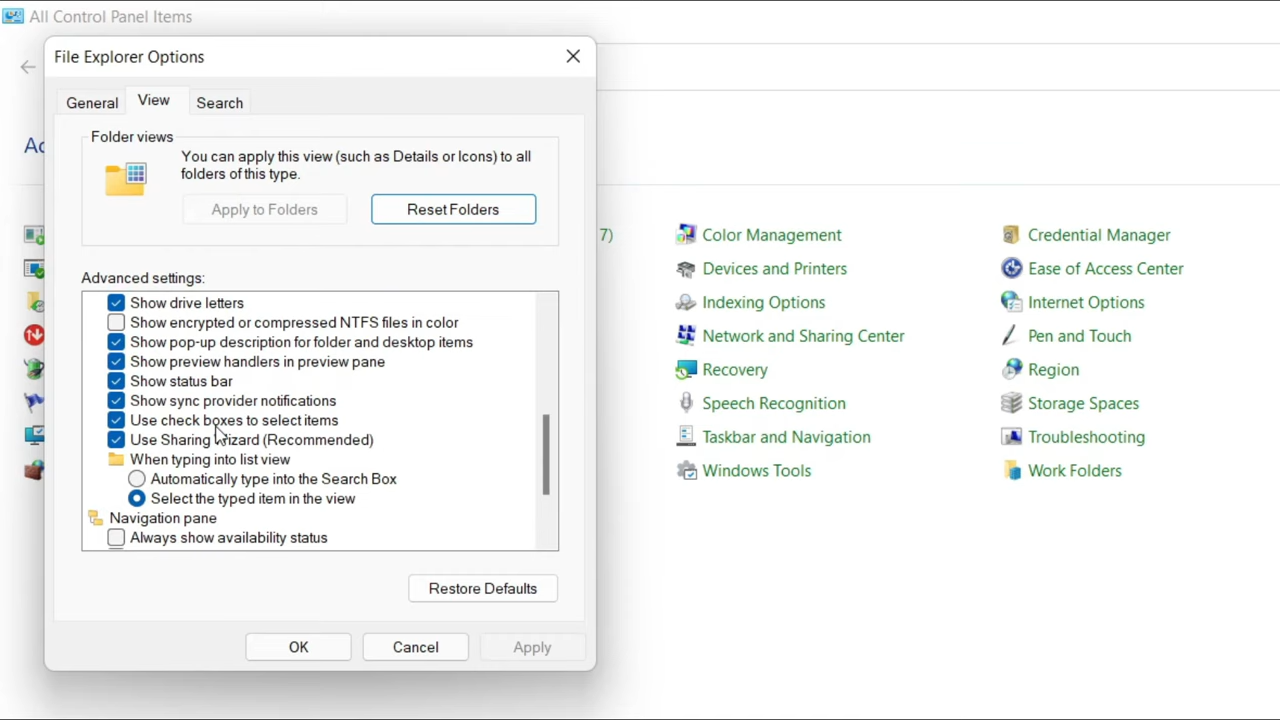 All Control Panel Items
File Explorer Options
General
View
Search
Folder views
You can apply this view (such as Details or Icons) to all
folders of this type.
Apply to Folders
Reset Folders
Advanced settings:
Show drive letters
Show encrypted or compressed NTFS files in color
Show pop-up description for folder and desktop items
Show preview handlers in preview pane
Show status bar
Show sync provider notifications
Use check boxes to select items
Use Sharing Wizard (Recommended)
When typing into list view
Automatically type into the Search Box
Select the typed item in the view
Navigation pane
Always show availability status
Restore Defaults
OK
Cancel
Apply
7)
Color Management
Credential Manager
Devices and Printers
Ease of Access Center
Indexing Options
Internet Options
Network and Sharing Center
Pen and Touch
Recovery
Region
Speech Recognition
Storage Spaces
Taskbar and Navigation
Troubleshooting
Windows Tools
Work Folders